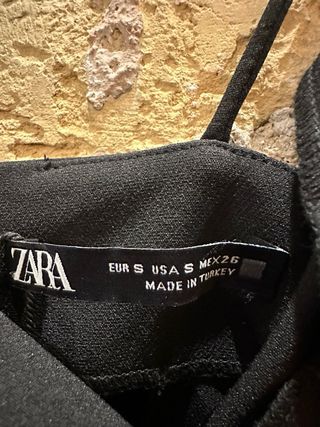 ZARA
EUR S USA S MEX 26
MADE IN TURKEY